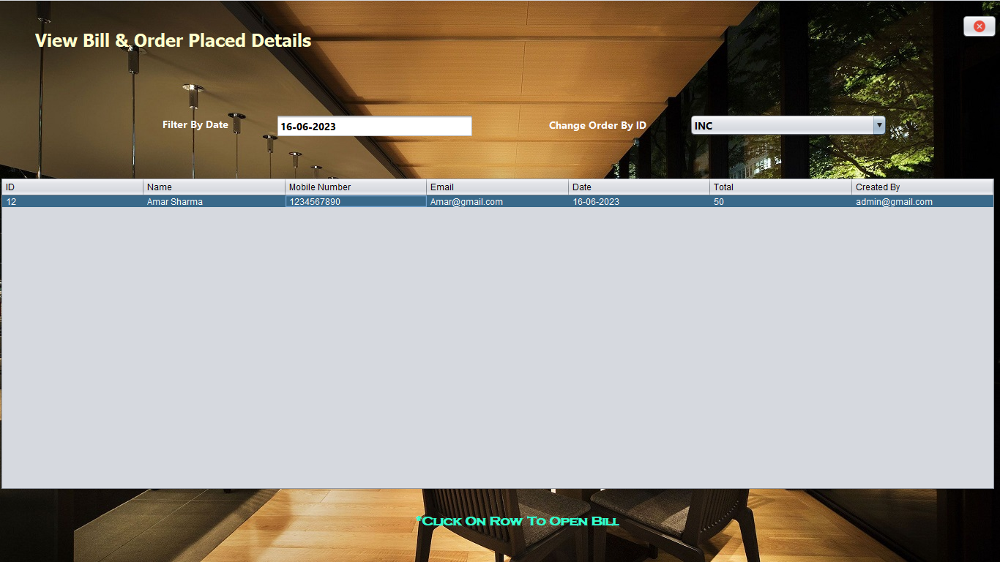 View Bill & Order Placed Details
Filter By Date 16-06-2023 Change Order By ID INC
ID Name Mobile Number Email Date Total Created By
12 Amar Sharma 1234567890 Amar@gmail.com 16-06-2023 50 admin@gmail.com
*Click On Row To Open Bill